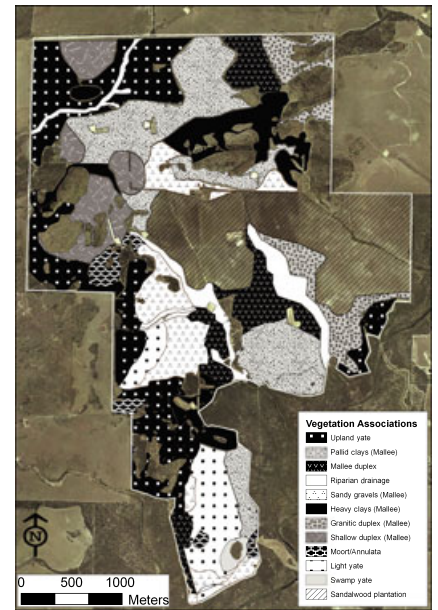 Vegetation Associations
Upland yate
Pallid clays (Mallee)
Mallee duplex
Riparian drainage
Sandy gravels (Mallee)
Heavy clays (Mallee)
Granitic duplex (Mallee)
Shallow duplex (Mallee)
Moort/Annulata
Light yate
Swamp yate
Sandalwood plantation
N
0 500 1000
Meters